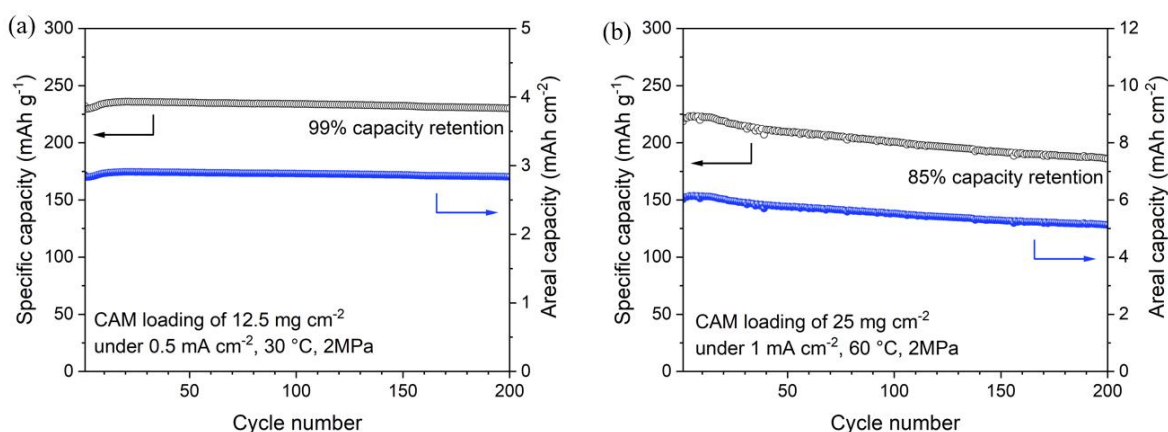 (a)
Specific capacity (mAh g⁻¹)
300
250
200
150
100
50
0
99% capacity retention
CAM loading of 12.5 mg cm⁻²
under 0.5 mA cm⁻², 30 °C, 2MPa
50
100
150
200
Cycle number
5
4
3
2
1
0
Areal capacity (mAh cm⁻²)
(b)
Specific capacity (mAh g⁻¹)
300
250
200
150
100
50
0
85% capacity retention
CAM loading of 25 mg cm⁻²
under 1 mA cm⁻², 60 °C, 2MPa
50
100
150
200
Cycle number
12
10
8
6
4
2
0
Areal capacity (mAh cm⁻²)